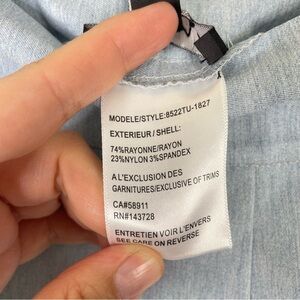 MODELE/STYLE:8522TU-1827
EXTERIEUR/SHELL:
74%RAYONNE/RAYON
23%NYLON 3%SPANDEX
A L'EXCLUSION DES
GARNITURES/EXCLUSIVE OF TRIMS
CA#58911
RN#143728
ENTRETIEN VOIR L'ENVERS
SEE CARE ON REVERSE